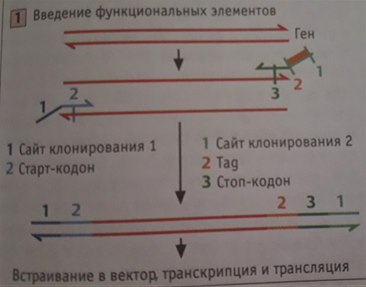 1 Введение функциональных элементов
Ген
2
1
3
2
1
1 Сайт клонирования 1
2 Старт-кодон
1 Сайт клонирования 2
2 Tag
3 Стоп-кодон
1 2 2 3 1
Встраивание в вектор, транскрипция и трансляция